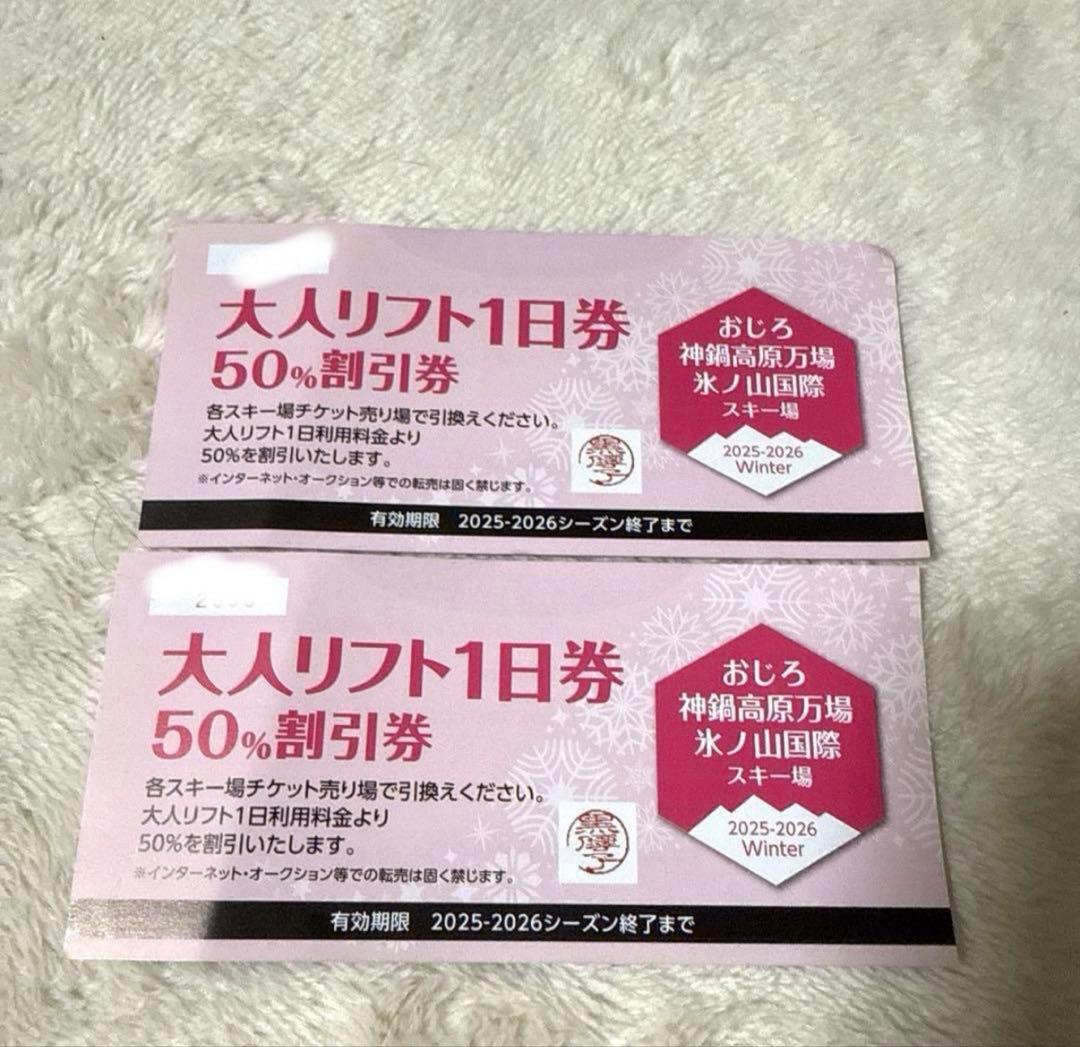 大人リフト1日券
50%割引券
各スキー場チケット売り場で引換えください。
大人リフト1日利用料金より
50%を割引いたします。
※インターネット・オークション等での転売は固く禁じます。
おじろ
神鍋高原万場
氷ノ山国際
スキー場
2025-2026
Winter
有効期限 2025-2026シーズン終了まで
大人リフト1日券
50%割引券
各スキー場チケット売り場で引換えください。
大人リフト1日利用料金より
50%を割引いたします。
※インターネット・オークション等での転売は固く禁じます。
おじろ
神鍋高原万場
氷ノ山国際
スキー場
2025-2026
Winter
有効期限 2025-2026シーズン終了まで